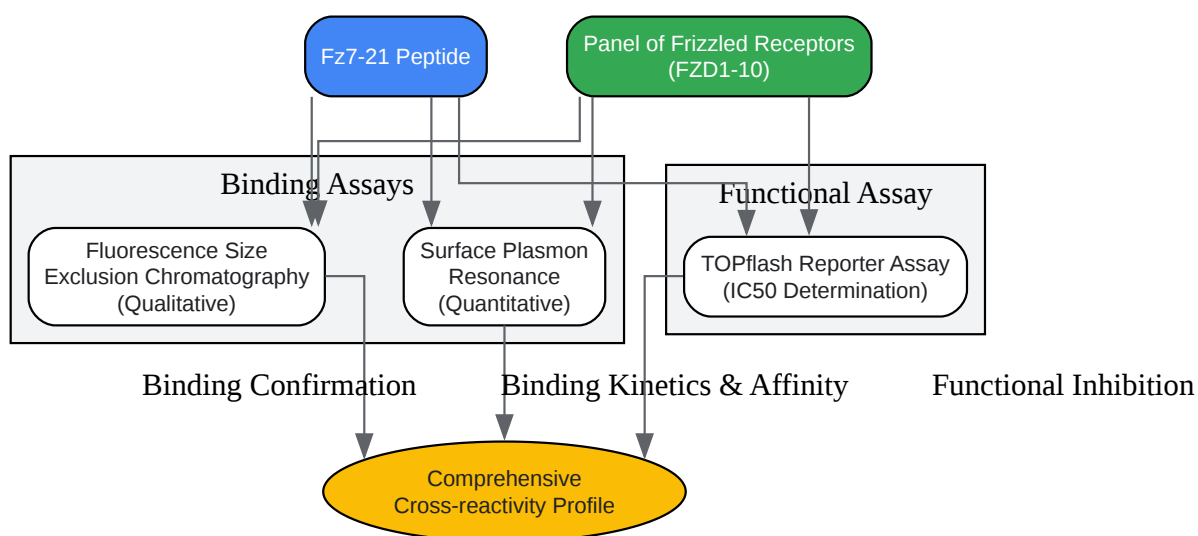 Fz7-21 Peptide
Panel of Frizzled Receptors
(FZD1-10)
Binding Assays
Functional Assay
Fluorescence Size
Exclusion Chromatography
(Qualitative)
Surface Plasmon
Resonance
(Quantitative)
TOPflash Reporter Assay
(IC50 Determination)
Binding Confirmation
Binding Kinetics & Affinity
Functional Inhibition
Comprehensive
Cross-reactivity Profile